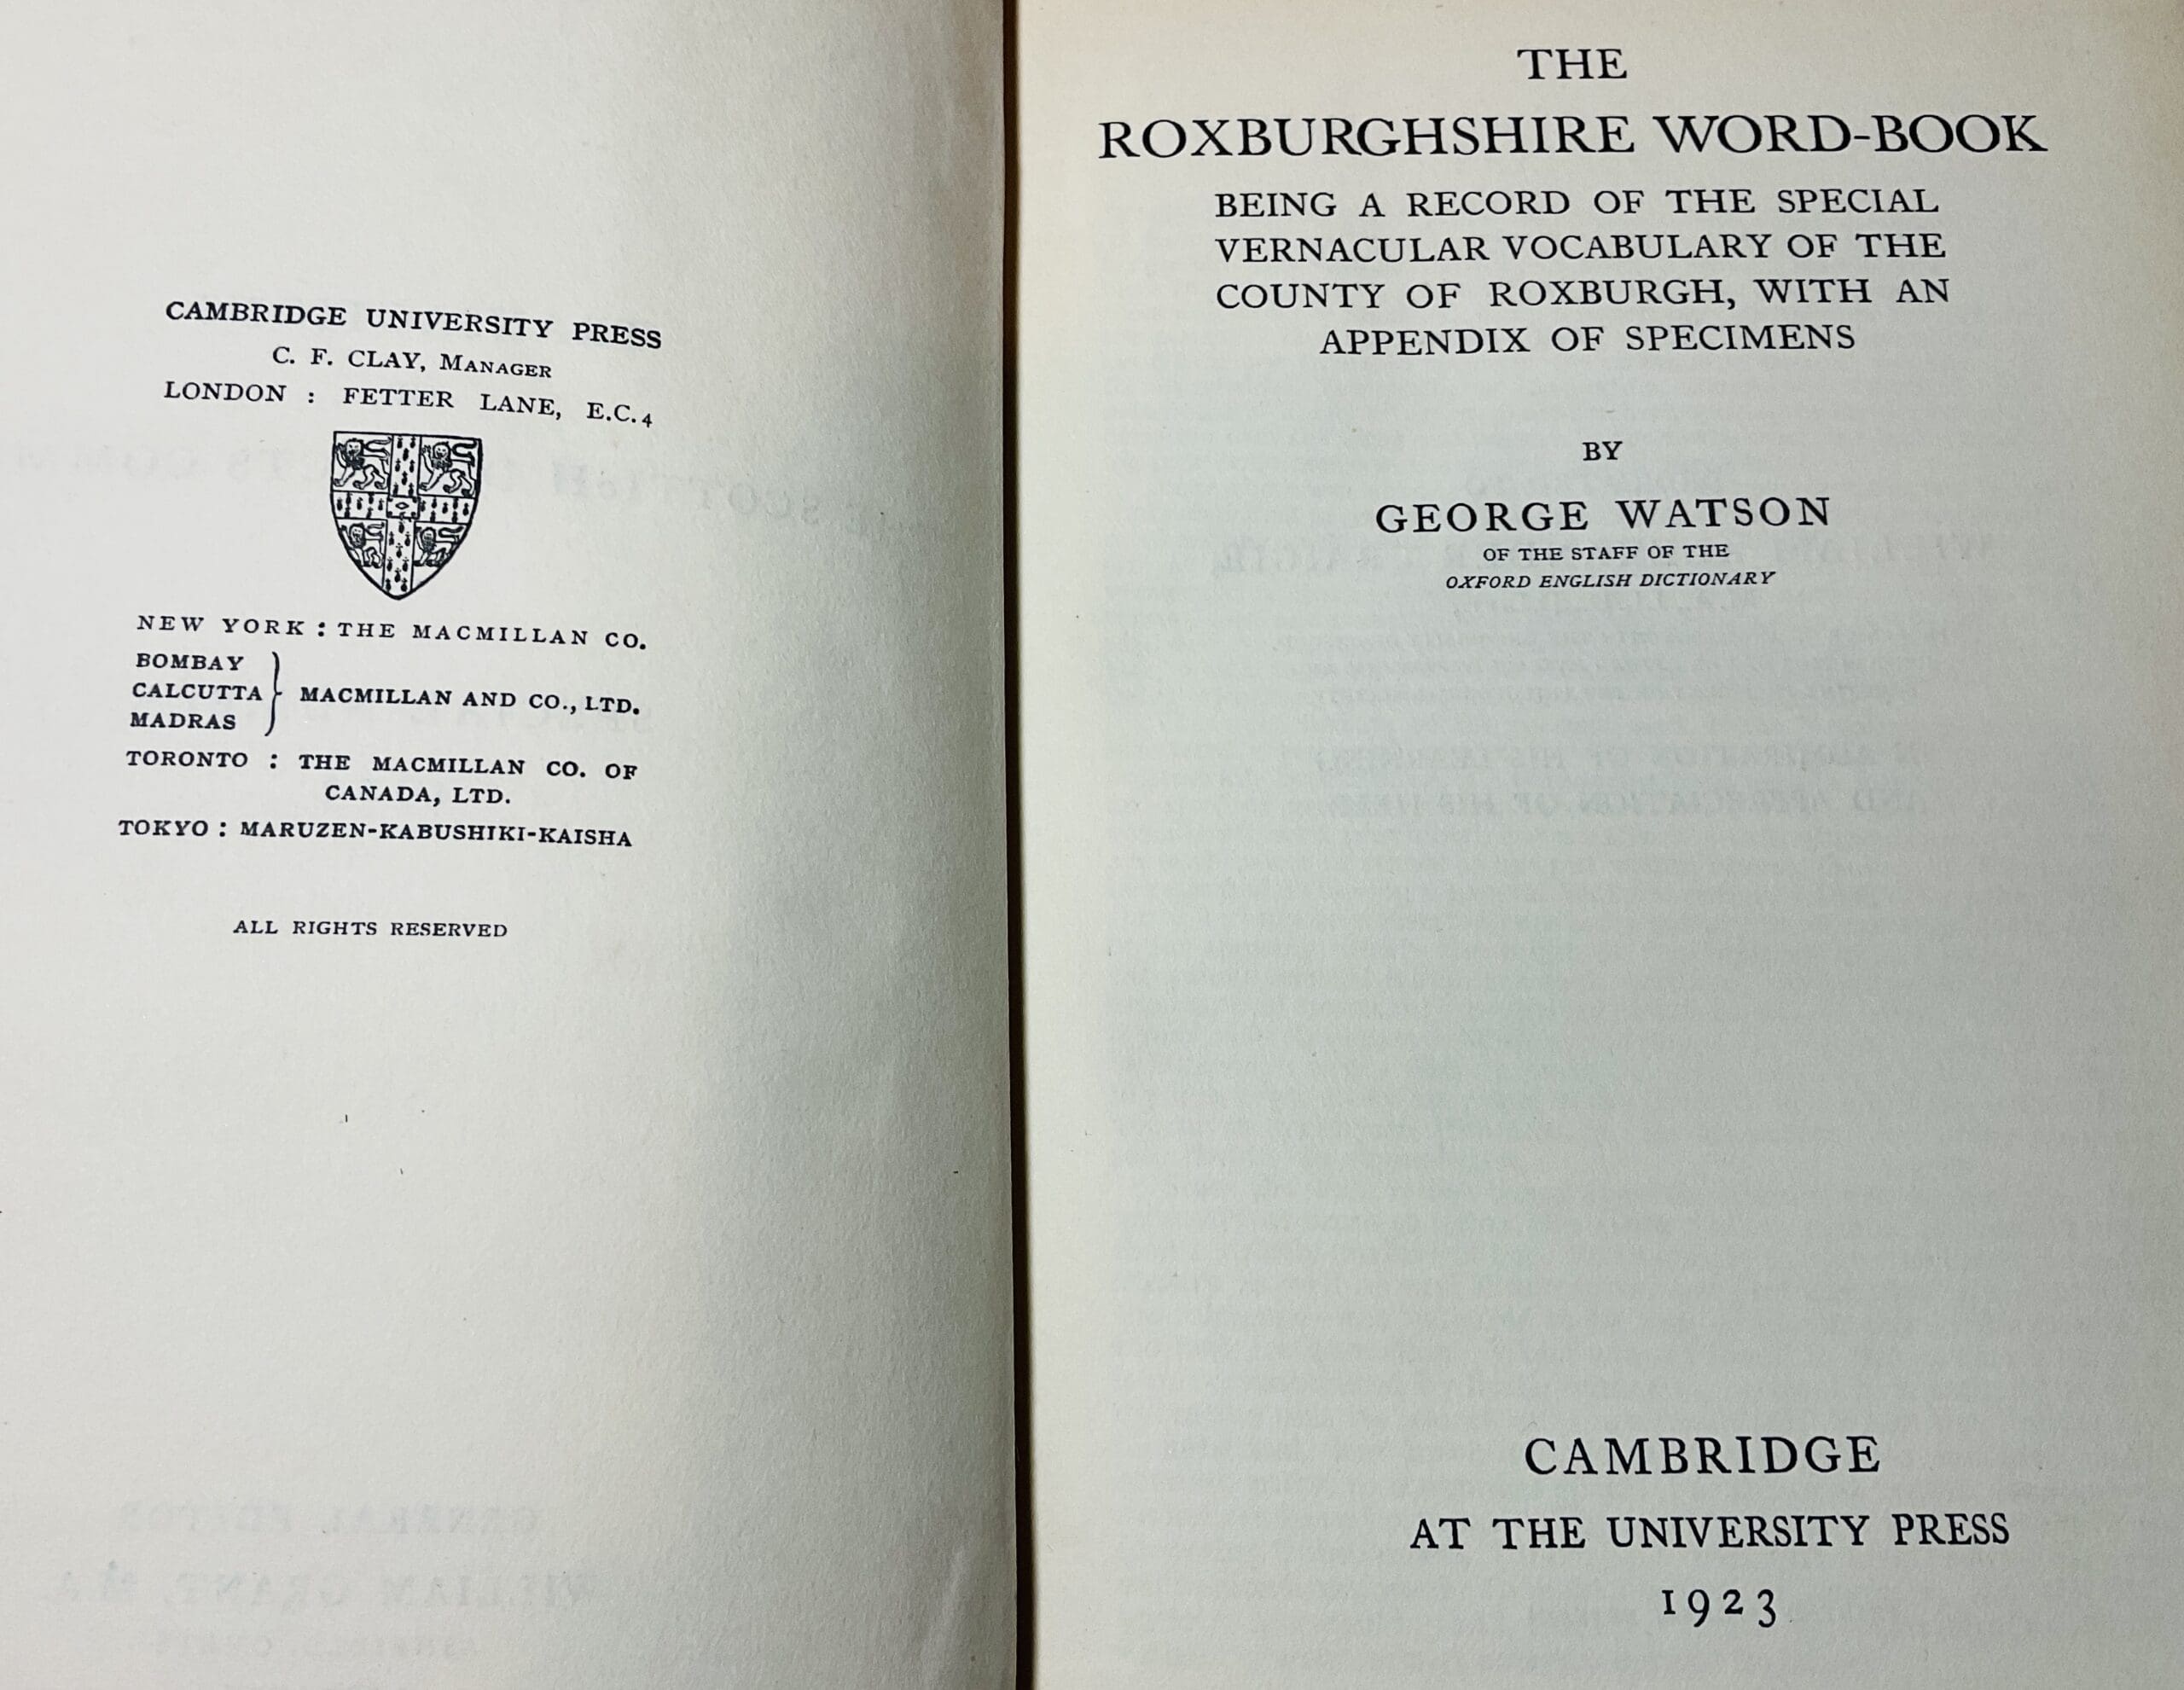 CAMBRIDGE UNIVERSITY PRESS
C. F. CLAY, MANAGER
LONDON : FETTER LANE, E.C.4
NEW YORK : THE MACMILLAN CO.
BOMBAY
CALCUTTA } MACMILLAN AND CO., LTD.
MADRAS
TORONTO : THE MACMILLAN CO. OF
CANADA, LTD.
TOKYO : MARUZEN-KABUSHIKI-KAISHA
ALL RIGHTS RESERVED
THE
ROXBURGHSHIRE WORD-BOOK
BEING A RECORD OF THE SPECIAL
VERNACULAR VOCABULARY OF THE
COUNTY OF ROXBURGH, WITH AN
APPENDIX OF SPECIMENS
BY
GEORGE WATSON
OF THE STAFF OF THE
OXFORD ENGLISH DICTIONARY
CAMBRIDGE
AT THE UNIVERSITY PRESS
1923